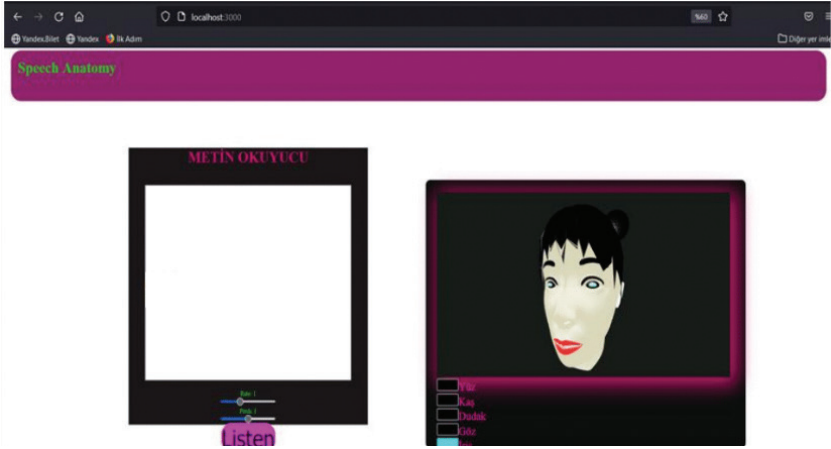 localhost:3000
%60
Yandex.Bilet Yandex İlk Adım
Diğer yer imle
Speech Anatomy
METİN OKUYUCU
Rate: 1
Pitch: 1
Listen
Yüz
Kaş
Dudak
Göz
İris